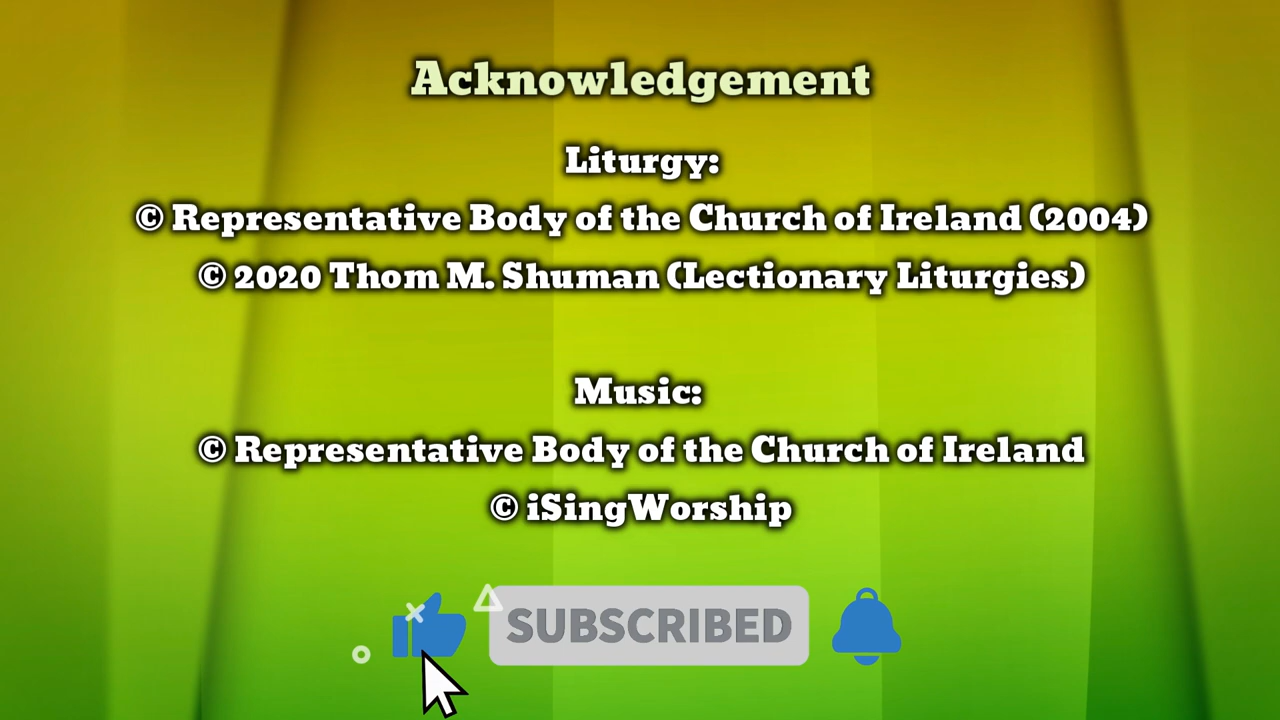 Acknowledgement
Liturgy:
© Representative Body of the Church of Ireland (2004)
© 2020 Thom M. Shuman (Lectionary Liturgies)
Music:
© Representative Body of the Church of Ireland
© iSingWorship
SUBSCRIBED